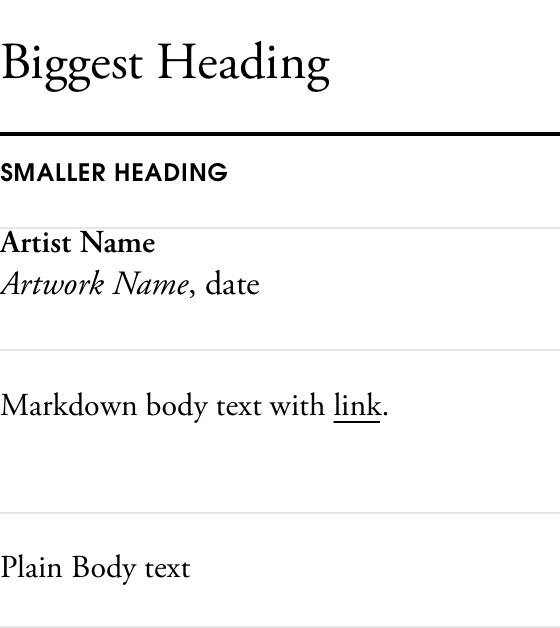 Biggest Heading
SMALLER HEADING
Artist Name
Artwork Name, date
Markdown body text with link.
Plain Body text